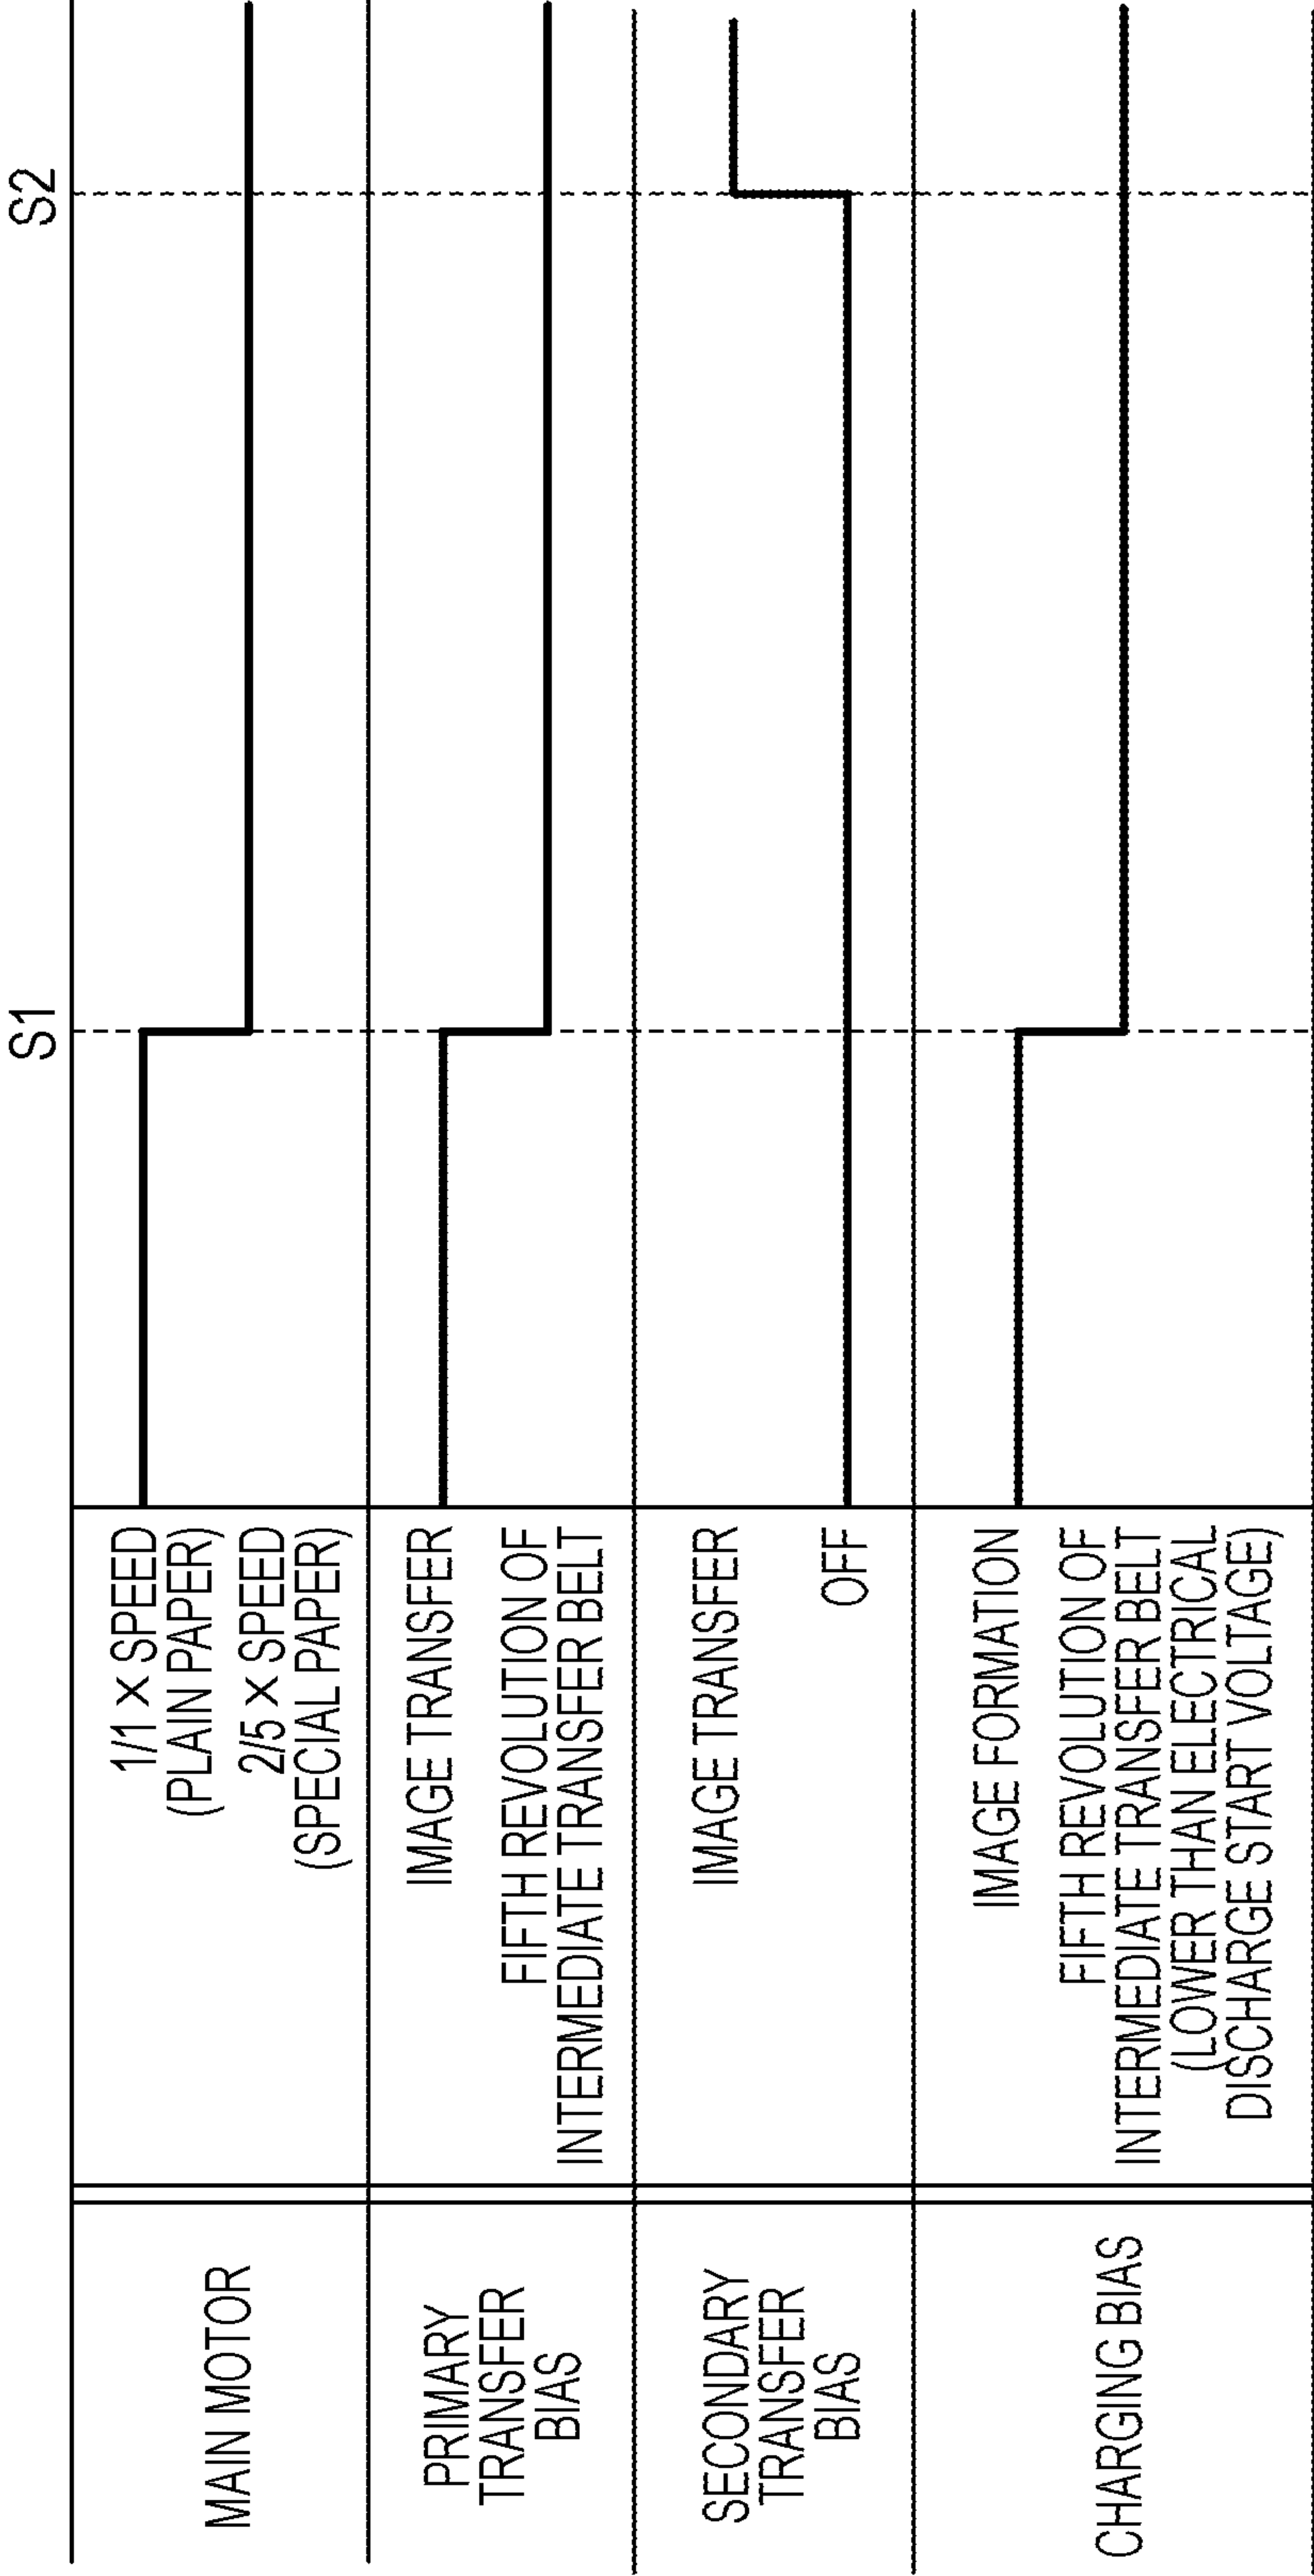 S1
S2
MAIN MOTOR
1/1 × SPEED
(PLAIN PAPER)
2/5 × SPEED
(SPECIAL PAPER)
PRIMARY
TRANSFER
BIAS
IMAGE TRANSFER
FIFTH REVOLUTION OF
INTERMEDIATE TRANSFER BELT
SECONDARY
TRANSFER
BIAS
IMAGE TRANSFER
OFF
CHARGING BIAS
IMAGE FORMATION
FIFTH REVOLUTION OF
INTERMEDIATE TRANSFER BELT
(LOWER THAN ELECTRICAL
DISCHARGE START VOLTAGE)